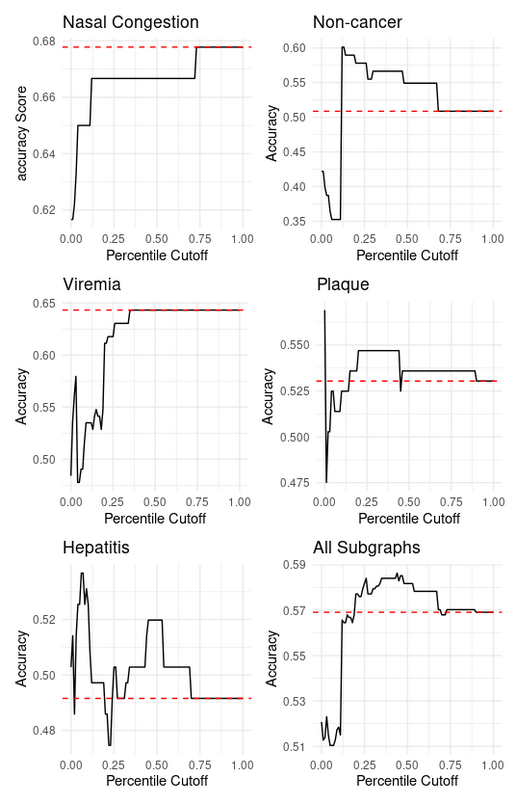 Nasal Congestion
accuracy Score
0.68
0.66
0.64
0.62
0.00 0.25 0.50 0.75 1.00
Percentile Cutoff
Non-cancer
Accuracy
0.60
0.55
0.50
0.45
0.40
0.35
0.00 0.25 0.50 0.75 1.00
Percentile Cutoff
Viremia
Accuracy
0.65
0.60
0.55
0.50
0.00 0.25 0.50 0.75 1.00
Percentile Cutoff
Plaque
Accuracy
0.550
0.525
0.500
0.475
0.00 0.25 0.50 0.75 1.00
Percentile Cutoff
Hepatitis
Accuracy
0.52
0.50
0.48
0.00 0.25 0.50 0.75 1.00
Percentile Cutoff
All Subgraphs
Accuracy
0.59
0.57
0.55
0.53
0.51
0.00 0.25 0.50 0.75 1.00
Percentile Cutoff